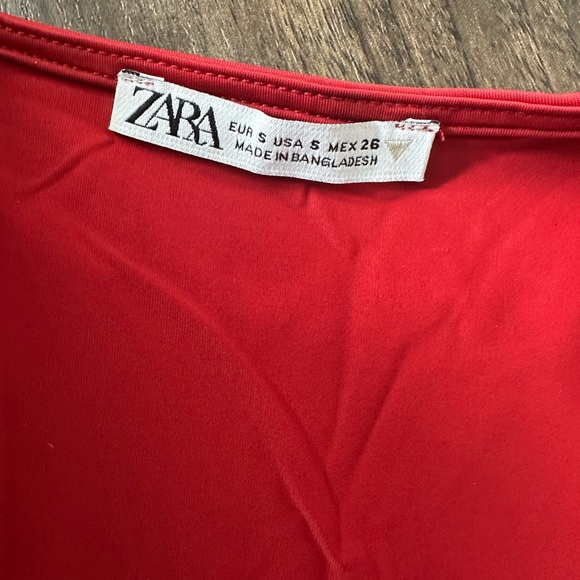 ZARA
EUR S USA S MEX 26
MADE IN BANGLADESH